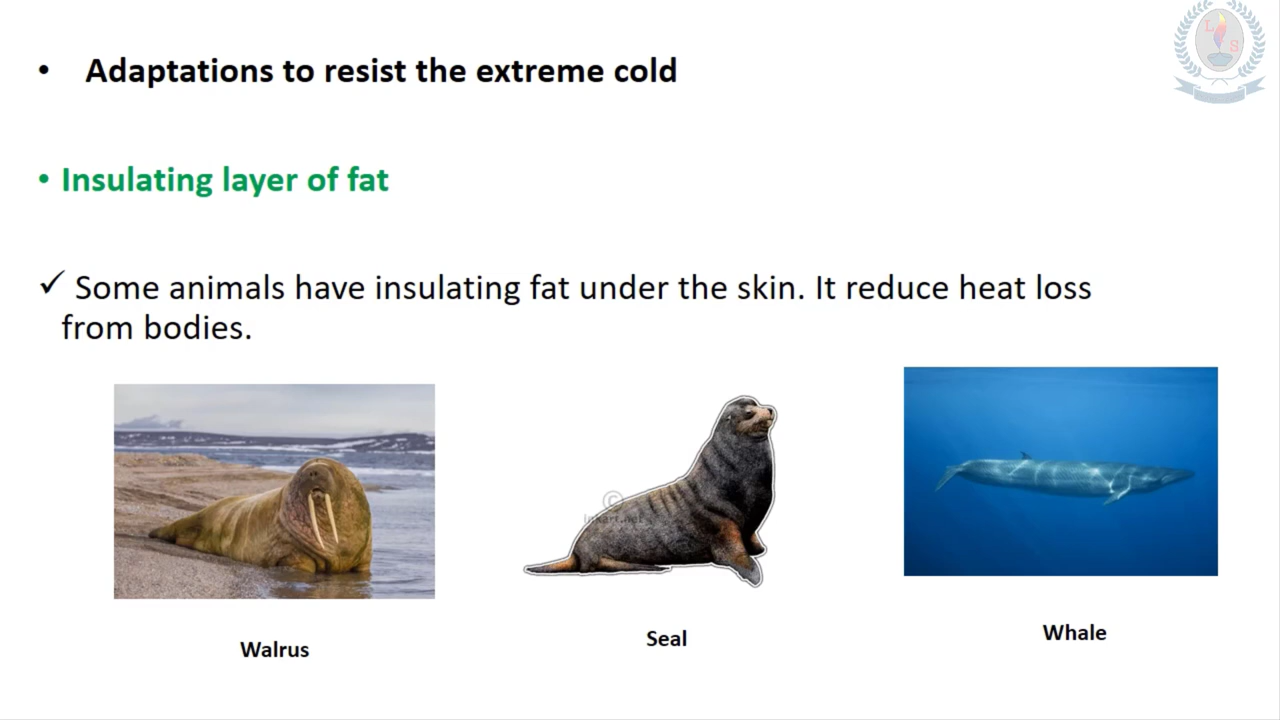 • Adaptations to resist the extreme cold
L
S
• Insulating layer of fat
✓ Some animals have insulating fat under the skin. It reduce heat loss
from bodies.
©
Walrus
Seal
Whale